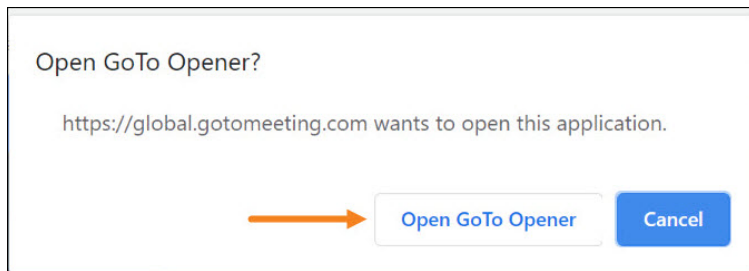 Open GoTo Opener?
https://global.gotomeeting.com wants to open this application.
Open GoTo Opener Cancel